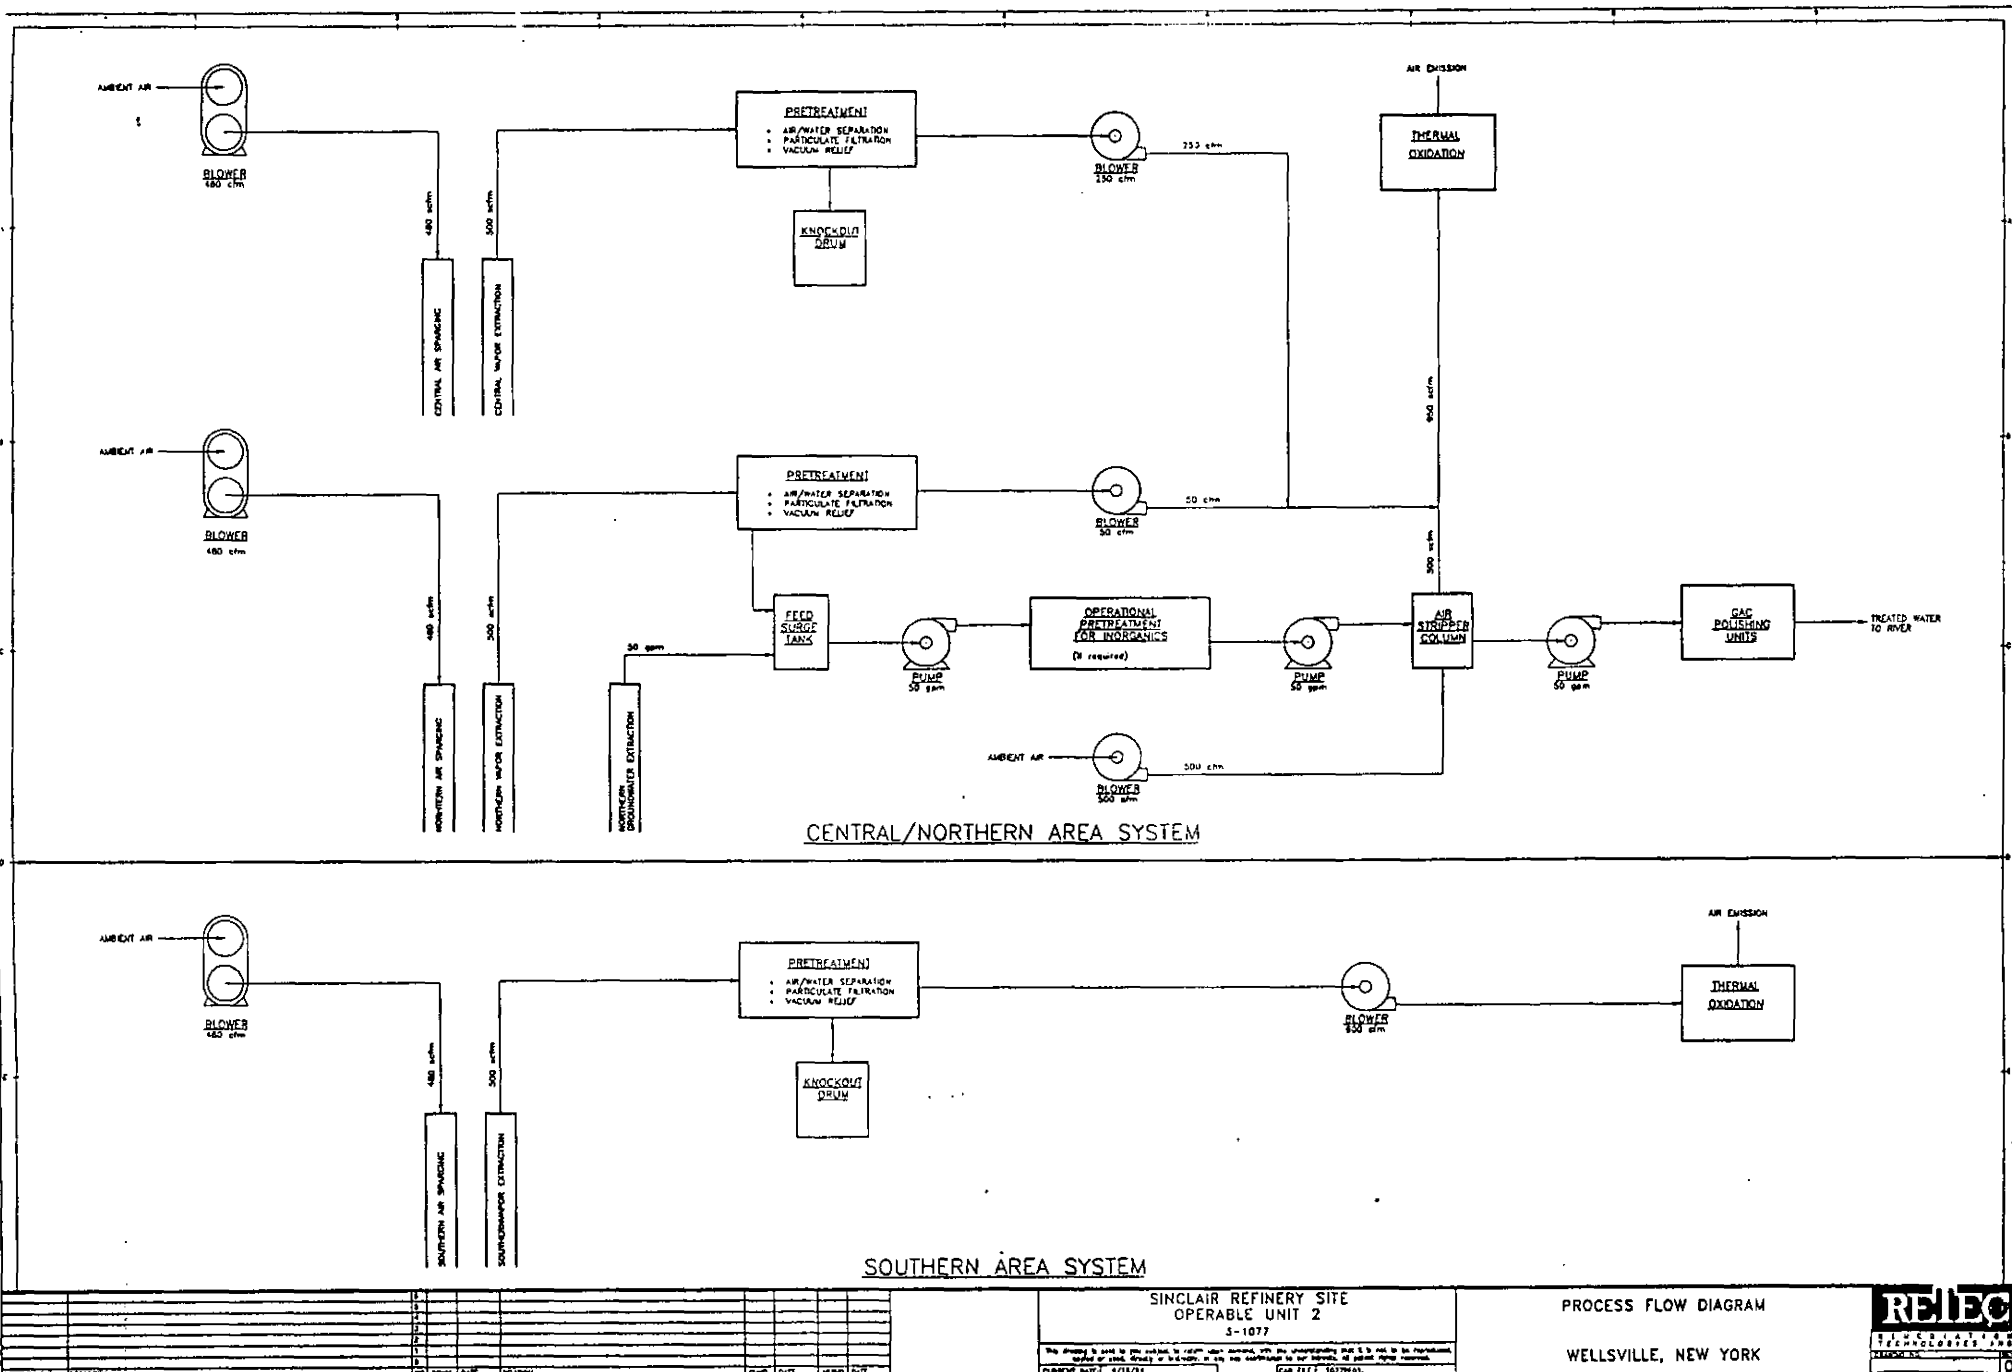 AIR EMISSION
AMBIENT AIR
PRETREATMENT
• AIR/WATER SEPARATION
• PARTICULATE FILTRATION
• VACUUM RELIEF
THERMAL
OXIDATION
BLOWER
480 cfm
BLOWER
250 cfm
480 scfm
500 scfm
KNOCKOUT
DRUM
CENTRAL AIR SPARGING
CENTRAL VAPOR EXTRACTION
AMBIENT AIR
BLOWER
480 cfm
PRETREATMENT
• AIR/WATER SEPARATION
• PARTICULATE FILTRATION
• VACUUM RELIEF
50 cfm
BLOWER
50 cfm
500 scfm
480 scfm
500 scfm
50 gpm
FEED
SURGE
TANK
PUMP
50 gpm
OPERATIONAL
PRETREATMENT
FOR INORGANICS
(if required)
PUMP
50 gpm
AIR
STRIPPER
COLUMN
PUMP
50 gpm
GAC
POLISHING
UNITS
TREATED WATER
TO RIVER
NORTHERN AIR SPARGING
NORTHERN VAPOR EXTRACTION
NORTHERN
GROUNDWATER EXTRACTION
AMBIENT AIR
500 cfm
BLOWER
500 cfm
CENTRAL/NORTHERN AREA SYSTEM
AMBIENT AIR
BLOWER
PRETREATMENT
• AIR/WATER SEPARATION
• PARTICULATE FILTRATION
• VACUUM RELIEF
BLOWER
AIR EMISSION
THERMAL
OXIDATION
480 scfm
500 scfm
KNOCKOUT
DRUM
SOUTHERN AIR SPARGING
SOUTHERN VAPOR EXTRACTION
SOUTHERN AREA SYSTEM
SINCLAIR REFINERY SITE
OPERABLE UNIT 2
S-1077
PROCESS FLOW DIAGRAM
WELLSVILLE, NEW YORK
RETEC